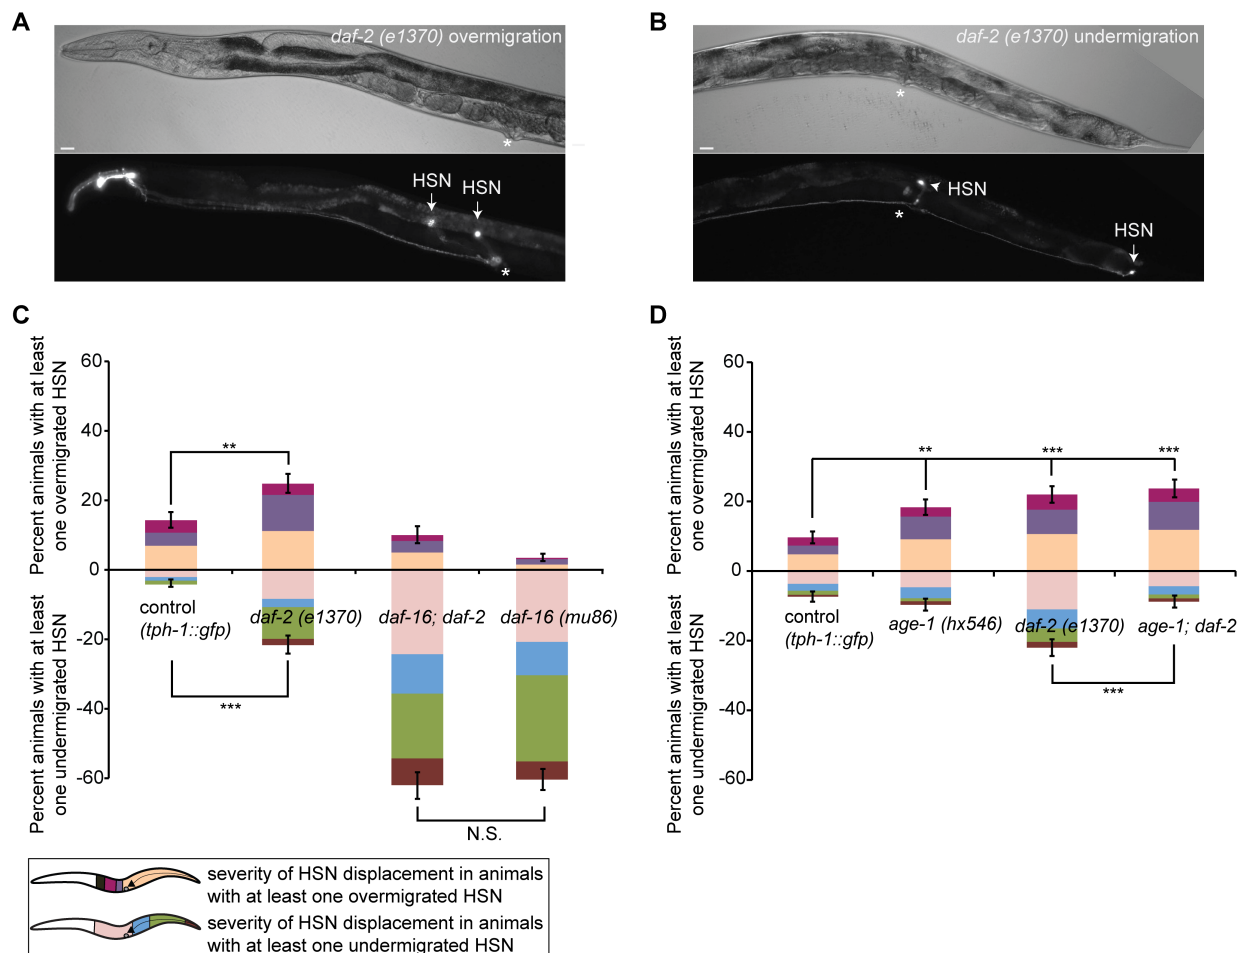 A
daf-2 (e1370) overmigration
*
HSN
HSN
*
B
daf-2 (e1370) undermigration
*
HSN
*
HSN
C
Percent animals with at least
one overmigrated HSN
Percent animals with at least
one undermigrated HSN
60
40
20
0
-20
-40
-60
**
control
(tph-1::gfp)
daf-2 (e1370)
daf-16; daf-2
daf-16 (mu86)
***
N.S.
D
Percent animals with at least
one overmigrated HSN
Percent animals with at least
one undermigrated HSN
60
40
20
0
-20
-40
-60
**
***
***
control
(tph-1::gfp)
age-1 (hx546)
daf-2 (e1370)
age-1; daf-2
***
severity of HSN displacement in animals
with at least one overmigrated HSN
severity of HSN displacement in animals
with at least one undermigrated HSN